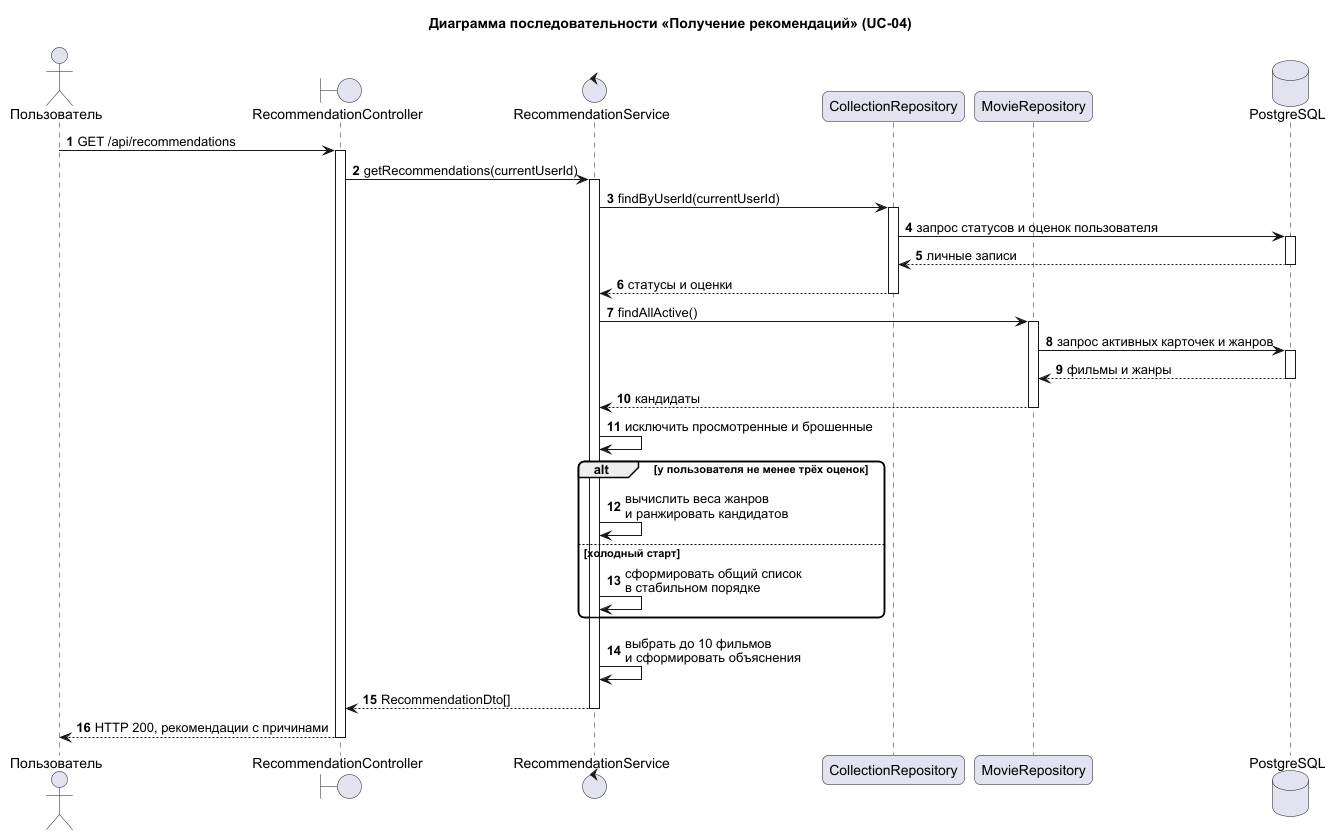 Диаграмма последовательности «Получение рекомендаций» (UC-04)
Пользователь
RecommendationController
RecommendationService
CollectionRepository
MovieRepository
PostgreSQL
1 GET /api/recommendations
2 getRecommendations(currentUserId)
3 findByUserId(currentUserId)
4 запрос статусов и оценок пользователя
5 личные записи
6 статусы и оценки
7 findAllActive()
8 запрос активных карточек и жанров
9 фильмы и жанры
10 кандидаты
11 исключить просмотренные и брошенные
alt [у пользователя не менее трёх оценок]
12 вычислить веса жанров
и ранжировать кандидатов
[холодный старт]
13 сформировать общий список
в стабильном порядке
14 выбрать до 10 фильмов
и сформировать объяснения
15 RecommendationDto[]
16 HTTP 200, рекомендации с причинами
Пользователь
RecommendationController
RecommendationService
CollectionRepository
MovieRepository
PostgreSQL